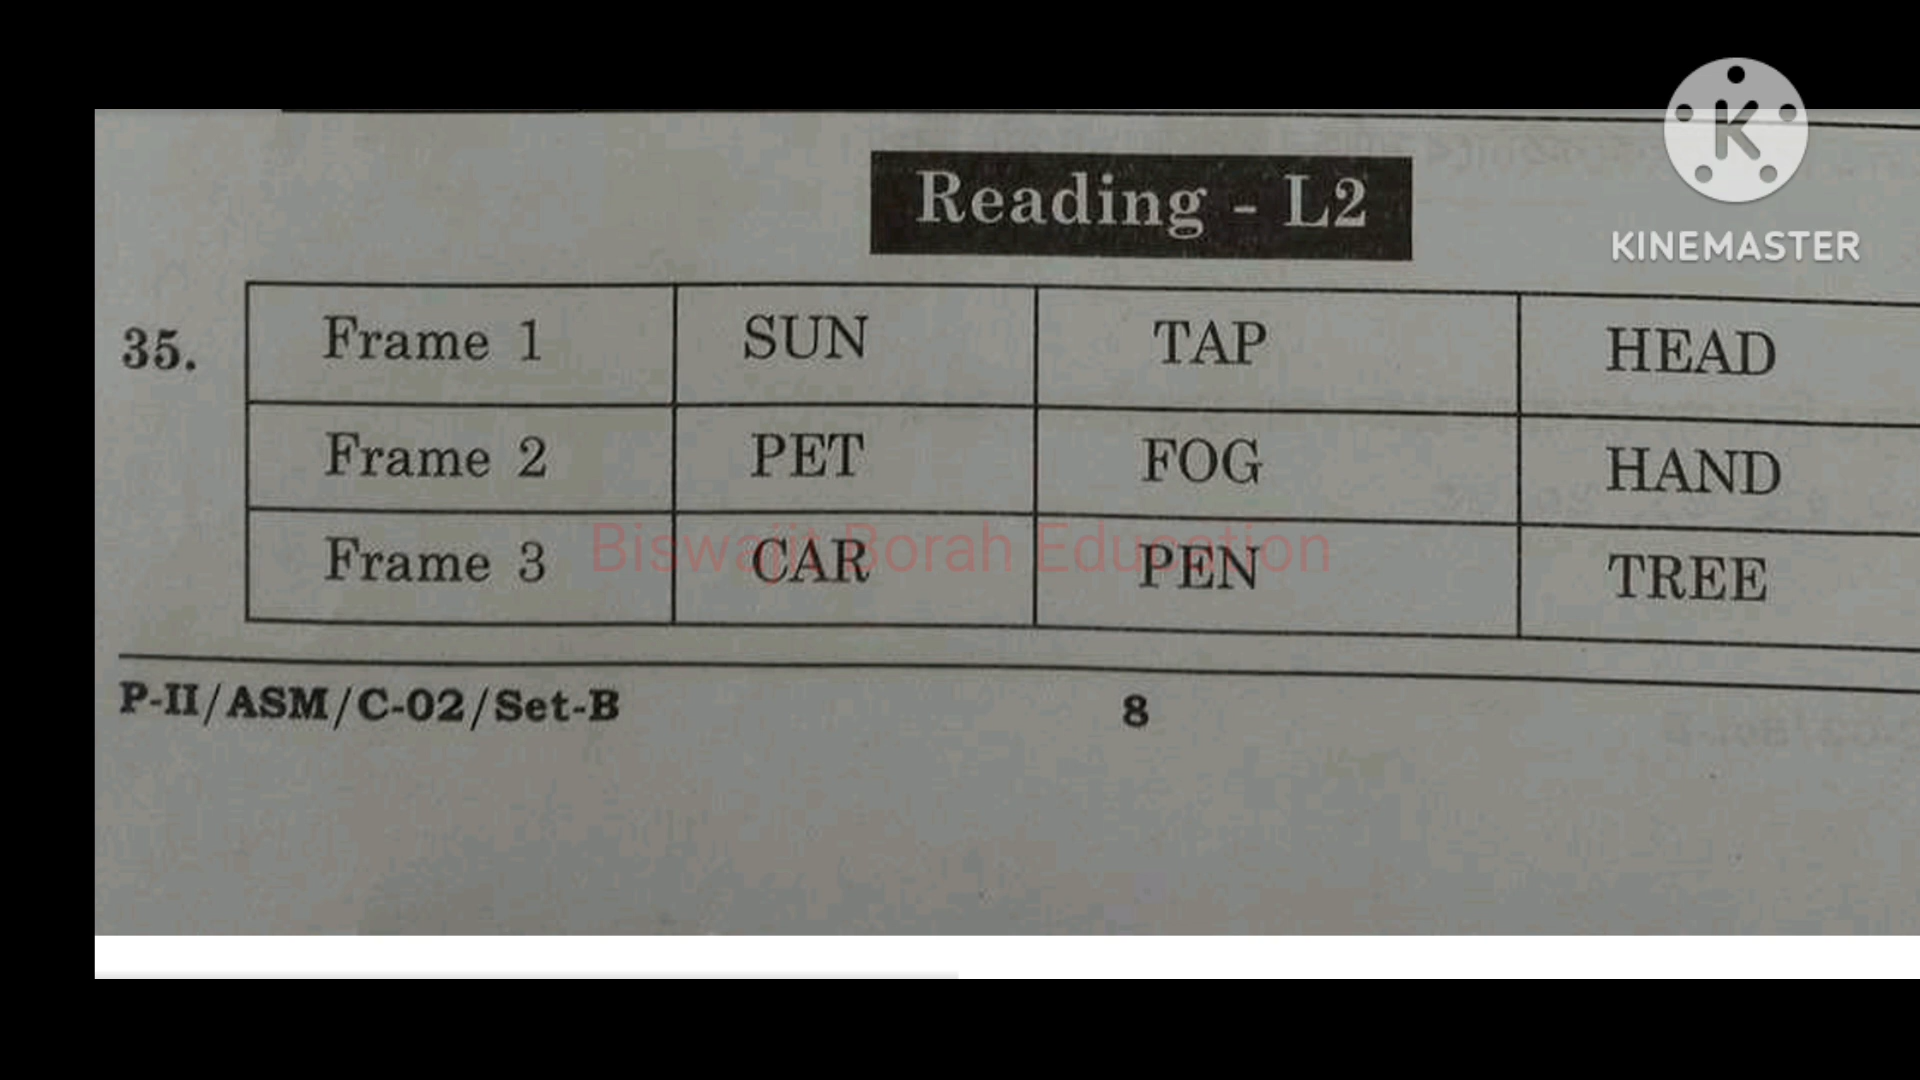 Reading - L2
KINEMASTER
35. Frame 1 SUN TAP HEAD
Frame 2 PET FOG HAND
Frame 3 CAR PEN TREE
Biswajit Borah Education
P-II/ASM/C-02/Set-B 8